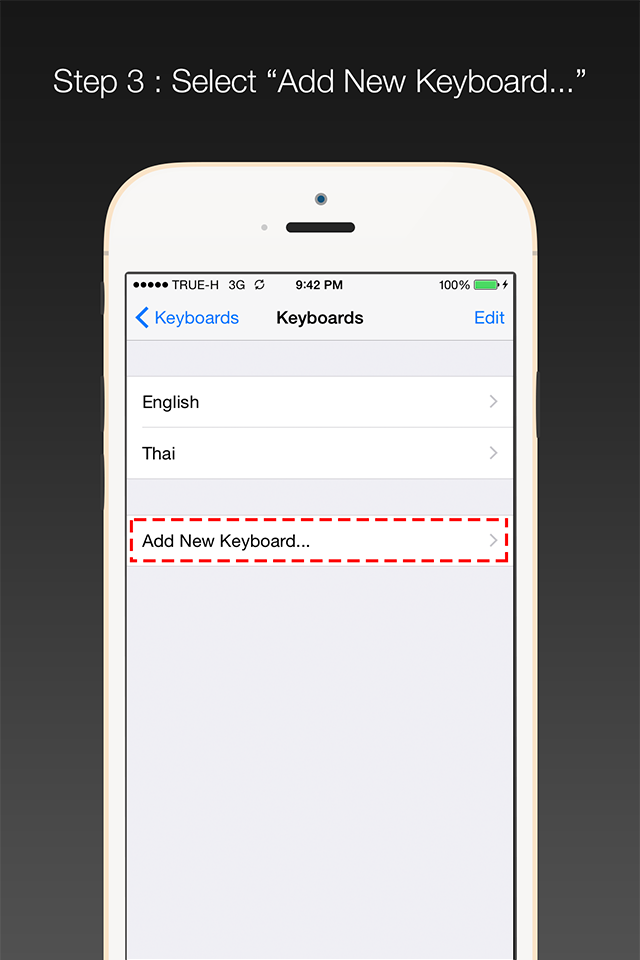 Step 3 : Select “Add New Keyboard...”
TRUE-H 3G 9:42 PM 100%
Keyboards Keyboards Edit
English
Thai
Add New Keyboard...